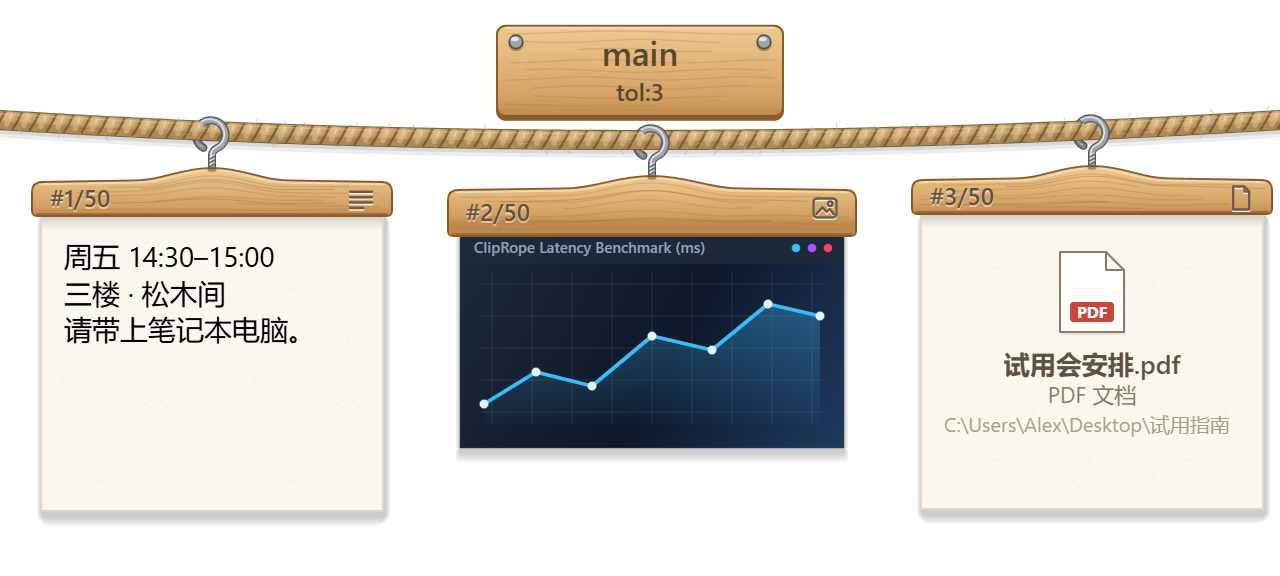 main
tol:3
#1/50
周五 14:30–15:00
三楼 · 松木间
请带上笔记本电脑。
#2/50
ClipRope Latency Benchmark (ms)
#3/50
PDF
试用会安排.pdf
PDF 文档
C:\Users\Alex\Desktop\试用指南